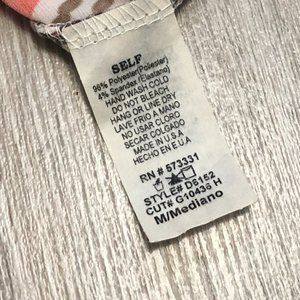 SELF
96% Polyester(Poliester)
4% Spandex (Elastano)
HAND WASH COLD
DO NOT BLEACH
HANG OR LINE DRY
LAVE FRIO A MANO
NO USAR CLORO
SECAR COLGADO
MADE IN U.S.A
HECHO EN E.U.A
RN # 573331
STYLE# D8152
CUT# G10436 H
M/Mediano